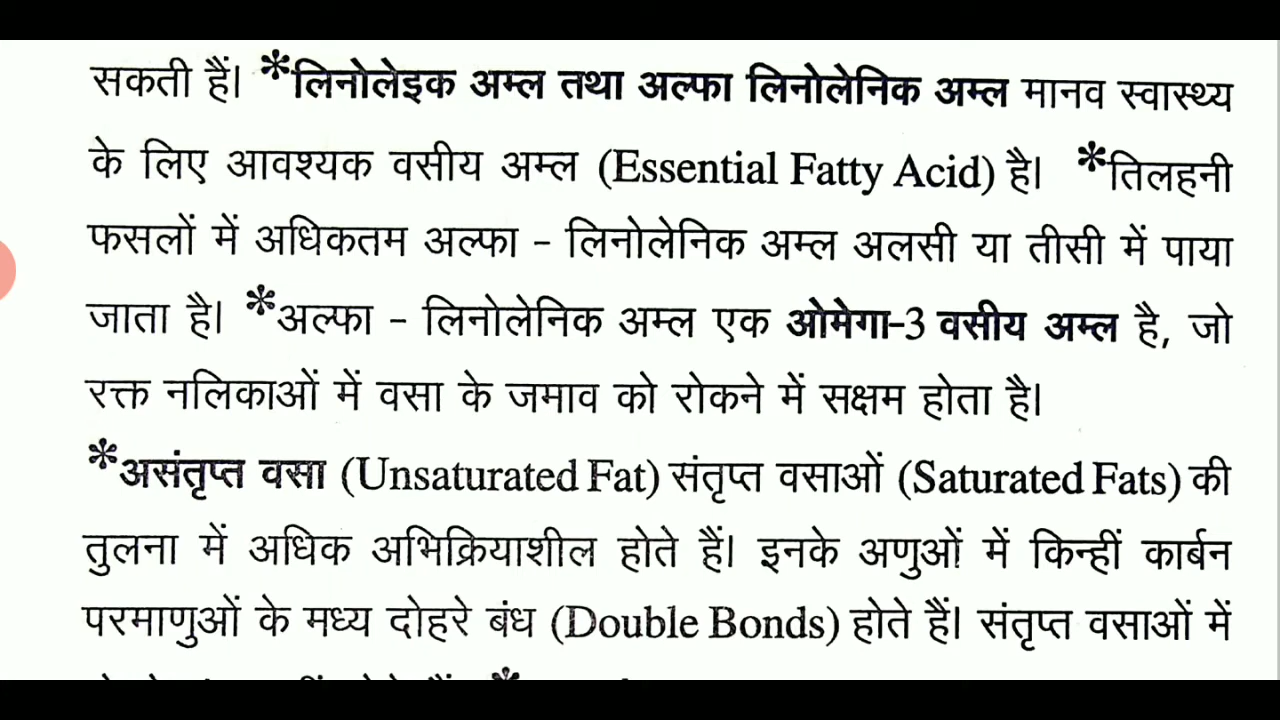 सकती हैं। *लिनोलेइक अम्ल तथा अल्फा लिनोलेनिक अम्ल मानव स्वास्थ्य
के लिए आवश्यक वसीय अम्ल (Essential Fatty Acid) है। *तिलहनी
फसलों में अधिकतम अल्फा - लिनोलेनिक अम्ल अलसी या तीसी में पाया
जाता है। *अल्फा - लिनोलेनिक अम्ल एक ओमेगा-3 वसीय अम्ल है, जो
रक्त नलिकाओं में वसा के जमाव को रोकने में सक्षम होता है।
*असंतृप्त वसा (Unsaturated Fat) संतृप्त वसाओं (Saturated Fats) की
तुलना में अधिक अभिक्रियाशील होते हैं। इनके अणुओं में किन्हीं कार्बन
परमाणुओं के मध्य दोहरे बंध (Double Bonds) होते हैं। संतृप्त वसाओं में